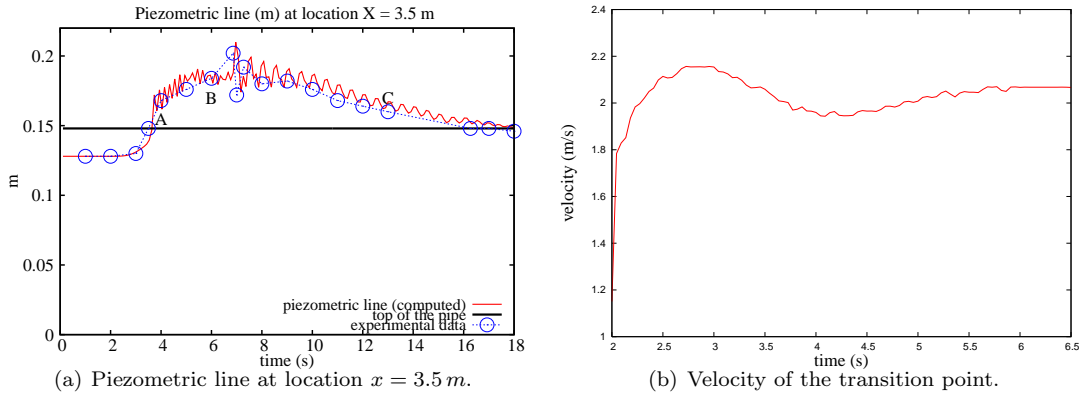 Piezometric line (m) at location X = 3.5 m
0.2
0.15
0.1
0.05
0
m
A
B
C
piezometric line (computed)
top of the pipe
experimental data
0 2 4 6 8 10 12 14 16 18
time (s)
(a) Piezometric line at location x = 3.5 m.
2.4
2.2
2
1.8
1.6
1.4
1.2
1
velocity (m/s)
2 2.5 3 3.5 4 4.5 5 5.5 6 6.5
time (s)
(b) Velocity of the transition point.